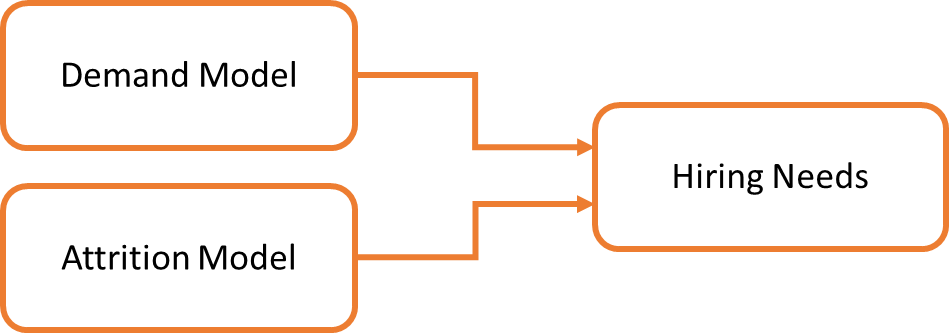 Demand Model
Attrition Model
Hiring Needs